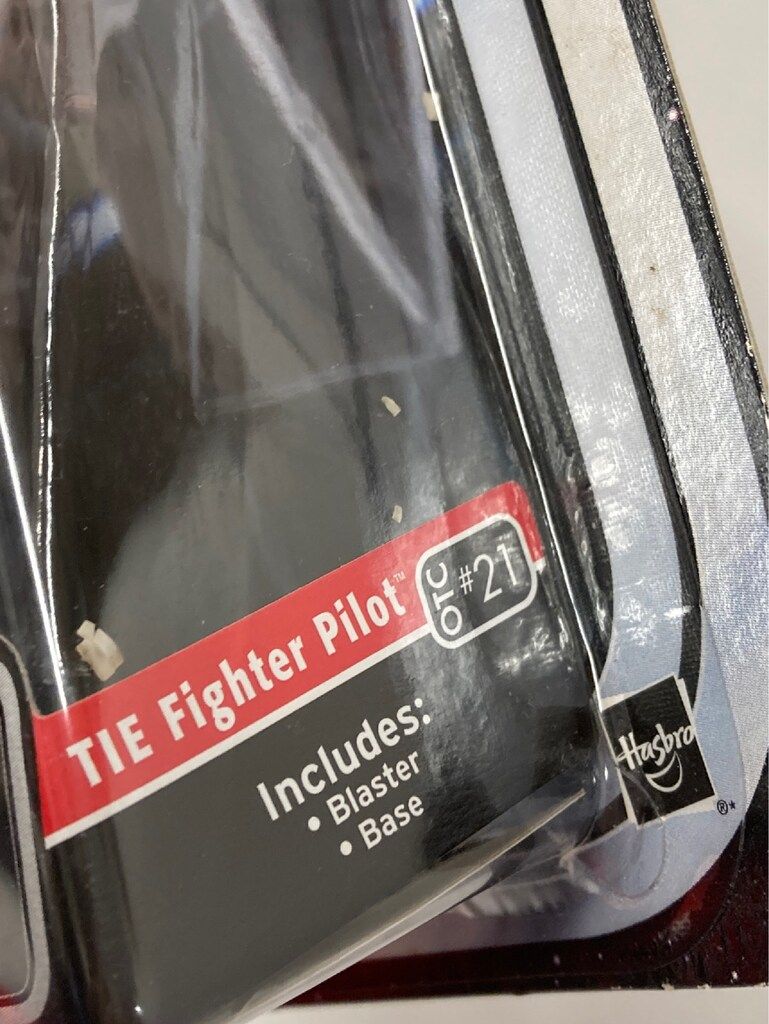 TIE Fighter Pilot™
OTC #21
Includes:
• Blaster
• Base
Hasbro
®*